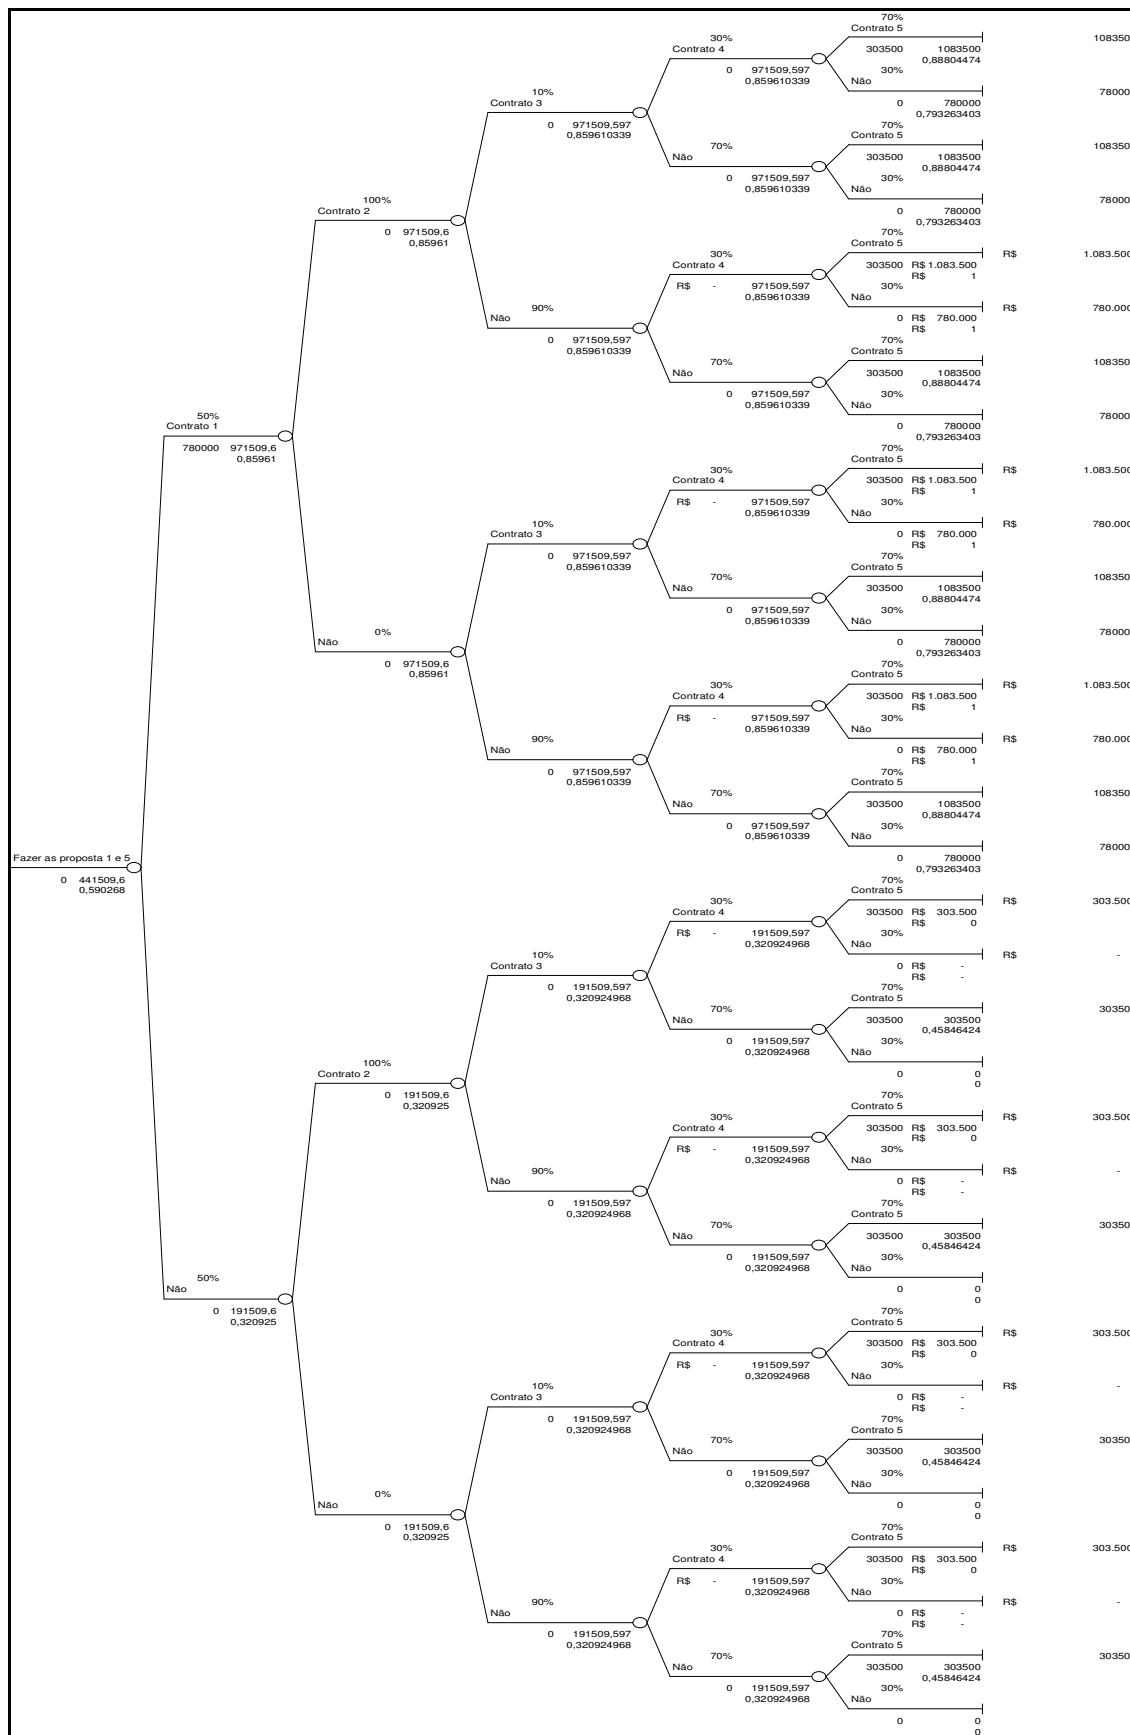 70%
Contrato 5
30%
Contrato 4
303500 1083500
108350
0 971509,597
0,88804474
0,859610339
30%
Não
10%
Contrato 3
78000
0 971509,597
0,859610339
0 780000
0,793263403
70%
Contrato 5
70%
Não
303500 1083500
108350
0 971509,597
0,88804474
0,859610339
30%
Não
100%
Contrato 2
78000
0 971509,6
0,85961
0 780000
0,793263403
70%
Contrato 5
R$ 1.083.500
30%
Contrato 4
303500 R$ 1.083.500
R$ - 971509,597
R$ 1
0,859610339
30%
Não
90%
Não
R$ 780.000
0 971509,597
0,859610339
0 R$ 780.000
R$ 1
70%
Contrato 5
70%
Não
303500 1083500
108350
0 971509,597
0,88804474
0,859610339
30%
Não
50%
Contrato 1
78000
780000 971509,6
0,85961
0 780000
0,793263403
70%
Contrato 5
R$ 1.083.500
30%
Contrato 4
303500 R$ 1.083.500
R$ - 971509,597
R$ 1
0,859610339
30%
Não
10%
Contrato 3
R$ 780.000
0 971509,597
0,859610339
0 R$ 780.000
R$ 1
70%
Contrato 5
70%
Não
303500 1083500
108350
0 971509,597
0,88804474
0,859610339
30%
Não
0%
Não
78000
0 971509,6
0,85961
0 780000
0,793263403
70%
Contrato 5
R$ 1.083.500
30%
Contrato 4
303500 R$ 1.083.500
R$ - 971509,597
R$ 1
0,859610339
30%
Não
90%
Não
R$ 780.000
0 971509,597
0,859610339
0 R$ 780.000
R$ 1
70%
Contrato 5
70%
Não
303500 1083500
108350
0 971509,597
0,88804474
0,859610339
30%
Não
Fazer as proposta 1 e 5
78000
0 441509,6
0,590268
0 780000
0,793263403
70%
Contrato 5
R$ 303.500
30%
Contrato 4
303500 R$ 303.500
R$ - 191509,597
R$ 0
0,320924968
30%
Não
10%
Contrato 3
R$ -
0 191509,597
0,320924968
0 R$ -
R$ -
70%
Contrato 5
70%
Não
303500 303500
30350
0 191509,597
0,45846424
0,320924968
30%
Não
100%
Contrato 2
0 191509,6
0,320925
0 0
0
70%
Contrato 5
R$ 303.500
30%
Contrato 4
303500 R$ 303.500
R$ - 191509,597
R$ 0
0,320924968
30%
Não
90%
Não
R$ -
0 191509,597
0,320924968
0 R$ -
R$ -
70%
Contrato 5
70%
Não
303500 303500
30350
0 191509,597
0,45846424
0,320924968
30%
Não
50%
Não
0 191509,6
0,320925
0 0
0
70%
Contrato 5
R$ 303.500
30%
Contrato 4
303500 R$ 303.500
R$ - 191509,597
R$ 0
0,320924968
30%
Não
10%
Contrato 3
R$ -
0 191509,597
0,320924968
0 R$ -
R$ -
70%
Contrato 5
70%
Não
303500 303500
30350
0 191509,597
0,45846424
0,320924968
30%
Não
0%
Não
0 191509,6
0,320925
0 0
0
70%
Contrato 5
R$ 303.500
30%
Contrato 4
303500 R$ 303.500
R$ - 191509,597
R$ 0
0,320924968
30%
Não
90%
Não
R$ -
0 191509,597
0,320924968
0 R$ -
R$ -
70%
Contrato 5
70%
Não
303500 303500
30350
0 191509,597
0,45846424
0,320924968
30%
Não
0 0
0